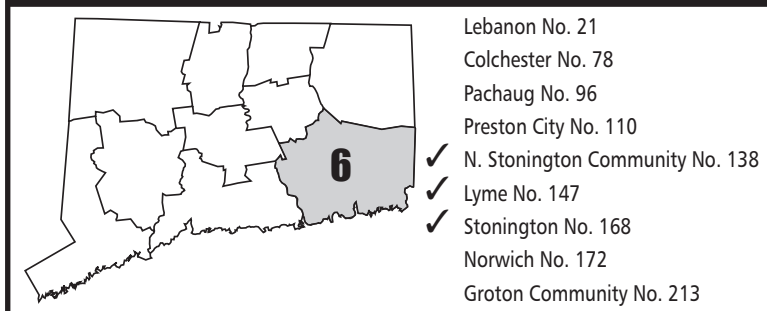 6
Lebanon No. 21
Colchester No. 78
Pachaug No. 96
Preston City No. 110
✓ N. Stonington Community No. 138
✓ Lyme No. 147
✓ Stonington No. 168
Norwich No. 172
Groton Community No. 213